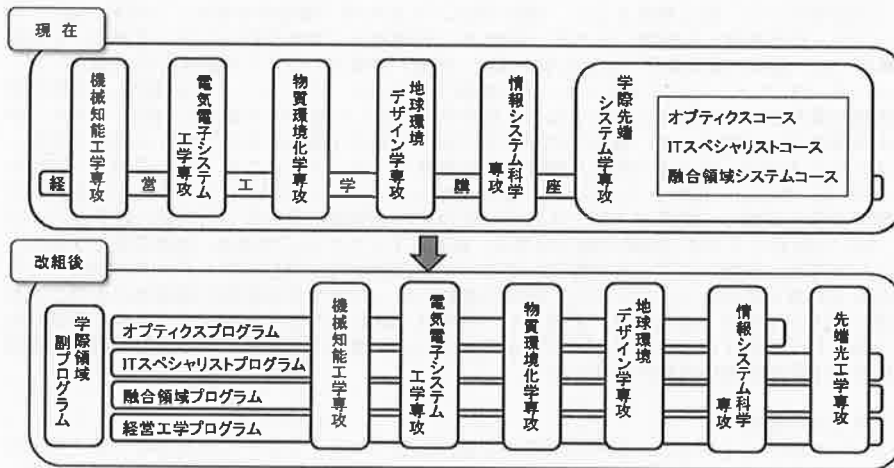 現 在
機械知能工学専攻
電気電子システム
工学専攻
物質環境化学専攻
地球環境
デザイン学専攻
情報システム科学
専攻
学際先端
システム学専攻
オプティクスコース
ITスペシャリストコース
融合領域システムコース
経 営 工 学 講 座
改組後
学際領域
副プログラム
オプティクスプログラム
ITスペシャリストプログラム
融合領域プログラム
経営工学プログラム
機械知能工学専攻
電気電子システム
工学専攻
物質環境化学専攻
地球環境
デザイン学専攻
情報システム科学
専攻
先端光工学専攻